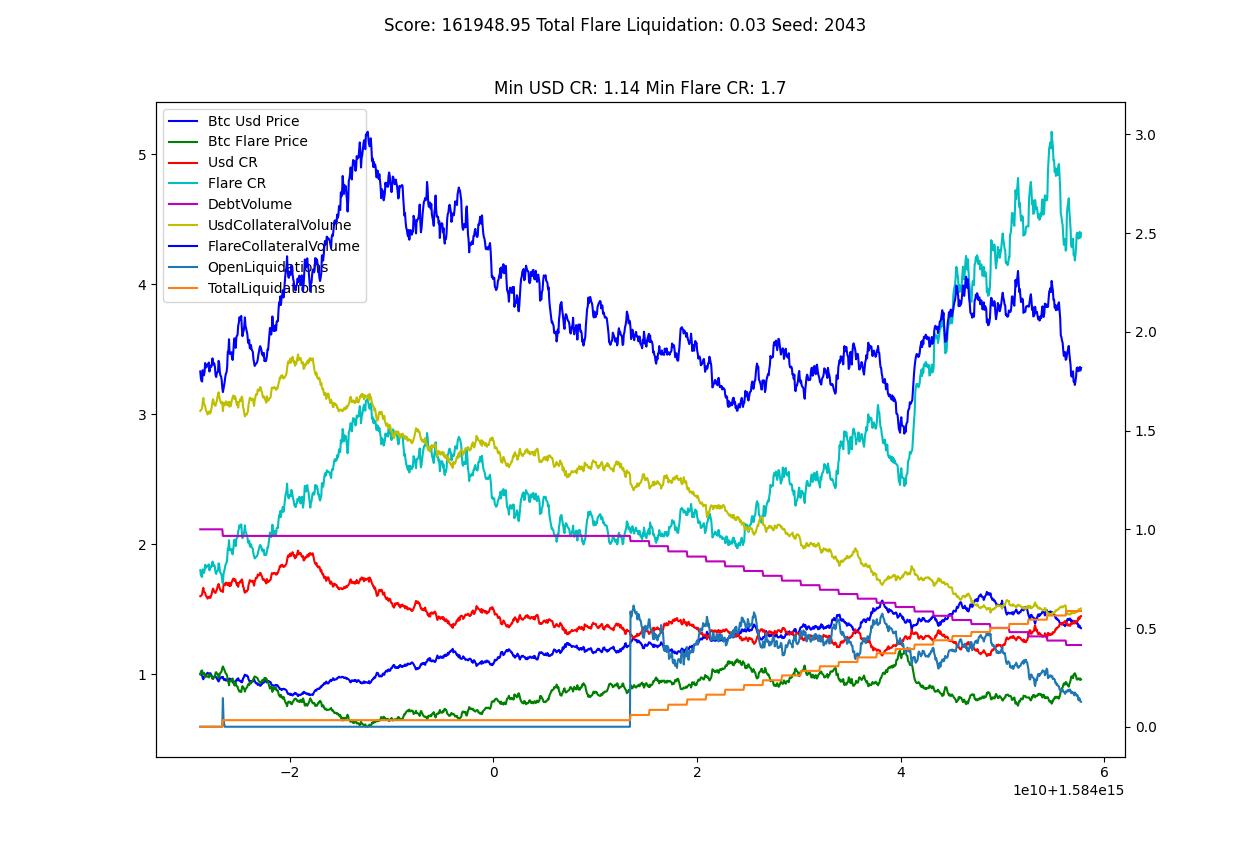 Score: 161948.95 Total Flare Liquidation: 0.03 Seed: 2043
Min USD CR: 1.14 Min Flare CR: 1.7
Btc Usd Price
Btc Flare Price
Usd CR
Flare CR
DebtVolume
UsdCollateralVolume
FlareCollateralVolume
OpenLiquidations
TotalLiquidations
5
4
3
2
1
3.0
2.5
2.0
1.5
1.0
0.5
0.0
−2
0
2
4
6
1e10+1.584e15